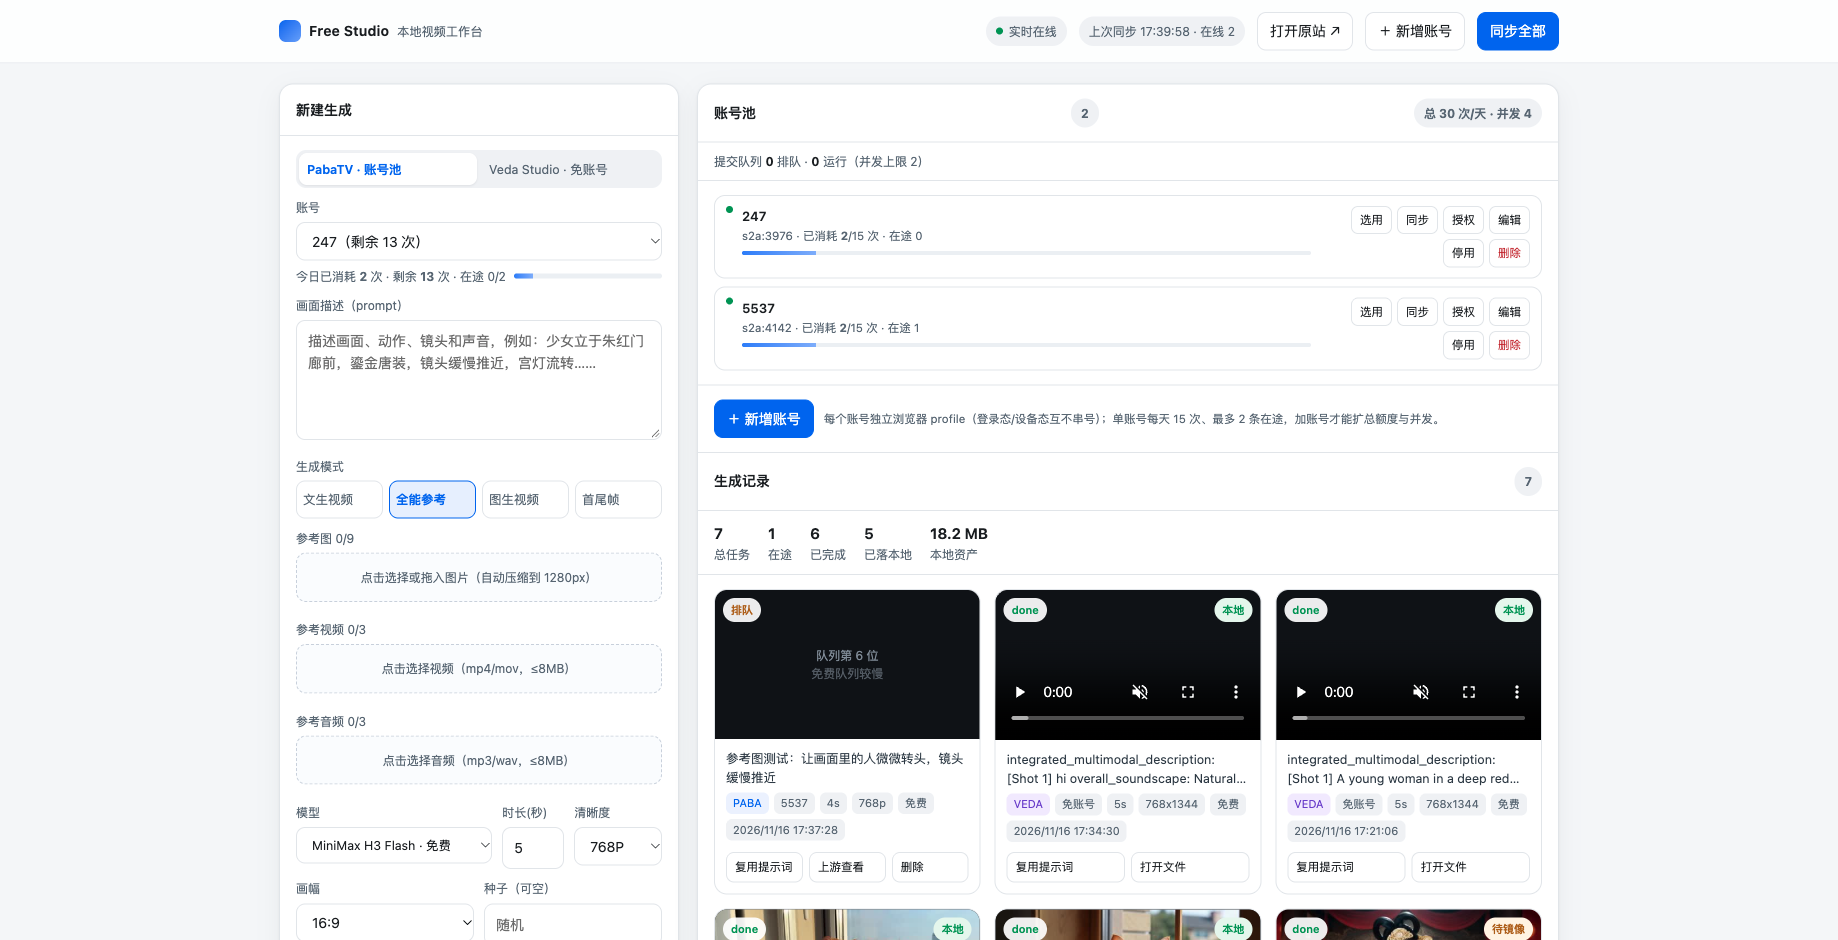 Free Studio 本地视频工作台
实时在线
上次同步 17:39:58 · 在线 2
打开原站 ↗
+ 新增账号
同步全部
新建生成
PabaTV · 账号池
Veda Studio · 免账号
账号
247（剩余 13 次）
今日已消耗 2 次 · 剩余 13 次 · 在途 0/2
画面描述（prompt）
描述画面、动作、镜头和声音，例如：少女立于朱红门
廊前，鎏金唐装，镜头缓慢推近，宫灯流转……
生成模式
文生视频
全能参考
图生视频
首尾帧
参考图 0/9
点击选择或拖入图片（自动压缩到 1280px）
参考视频 0/3
点击选择视频（mp4/mov，≤8MB）
参考音频 0/3
点击选择音频（mp3/wav，≤8MB）
模型
时长(秒)
清晰度
MiniMax H3 Flash · 免费
5
768P
画幅
种子（可空）
16:9
随机
账号池
2
总 30 次/天 · 并发 4
提交队列 0 排队 · 0 运行（并发上限 2）
247
s2a:3976 · 已消耗 2/15 次 · 在途 0
选用
同步
授权
编辑
停用
删除
5537
s2a:4142 · 已消耗 2/15 次 · 在途 1
选用
同步
授权
编辑
停用
删除
+ 新增账号
每个账号独立浏览器 profile（登录态/设备态互不串号）；单账号每天 15 次、最多 2 条在途，加账号才能扩总额度与并发。
生成记录
7
7
总任务
1
在途
6
已完成
5
已落本地
18.2 MB
本地资产
排队
队列第 6 位
免费队列较慢
参考图测试：让画面里的人微微转头，镜头
缓慢推近
PABA
5537
4s
768p
免费
2026/11/16 17:37:28
复用提示词
上游查看
删除
done
本地
0:00
integrated_multimodal_description:
[Shot 1] hi overall_soundscape: Natural...
VEDA
免账号
5s
768x1344
免费
2026/11/16 17:34:30
复用提示词
打开文件
done
本地
0:00
integrated_multimodal_description:
[Shot 1] A young woman in a deep red...
VEDA
免账号
5s
768x1344
免费
2026/11/16 17:21:06
复用提示词
打开文件
done
本地
done
本地
done
待镜像